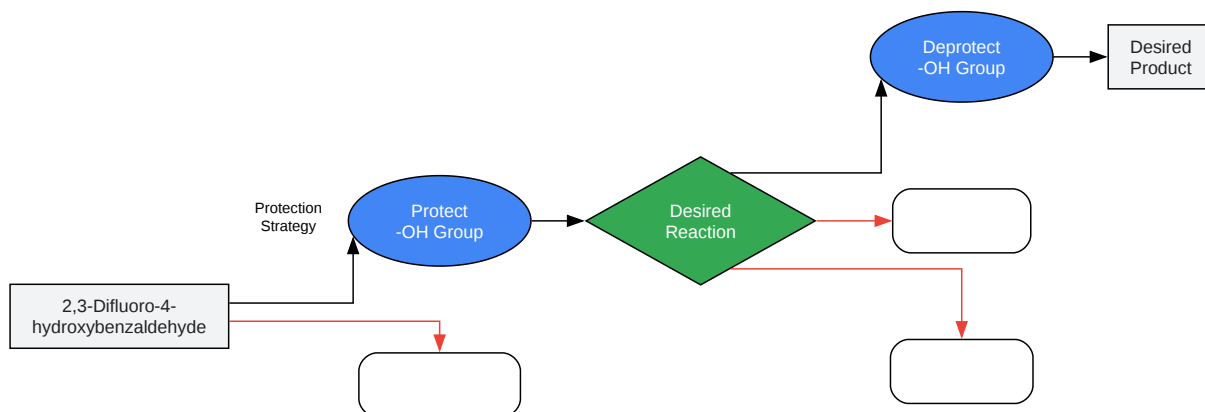 Deprotect
-OH Group
Desired
Product
Protection
Strategy
Protect
-OH Group
Desired
Reaction
2,3-Difluoro-4-
hydroxybenzaldehyde